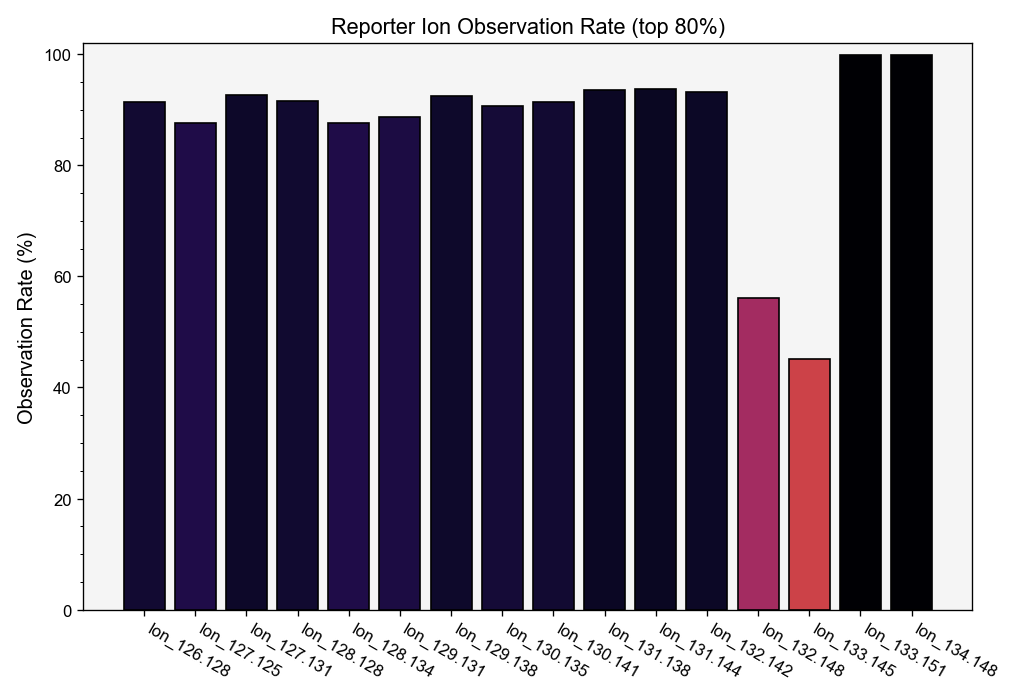 Reporter Ion Observation Rate (top 80%)
Observation Rate (%)
100
80
60
40
20
0
Ion_126.128
Ion_127.125
Ion_127.131
Ion_128.128
Ion_128.134
Ion_129.131
Ion_129.138
Ion_130.135
Ion_130.141
Ion_131.138
Ion_131.144
Ion_132.142
Ion_132.148
Ion_133.145
Ion_133.151
Ion_134.148